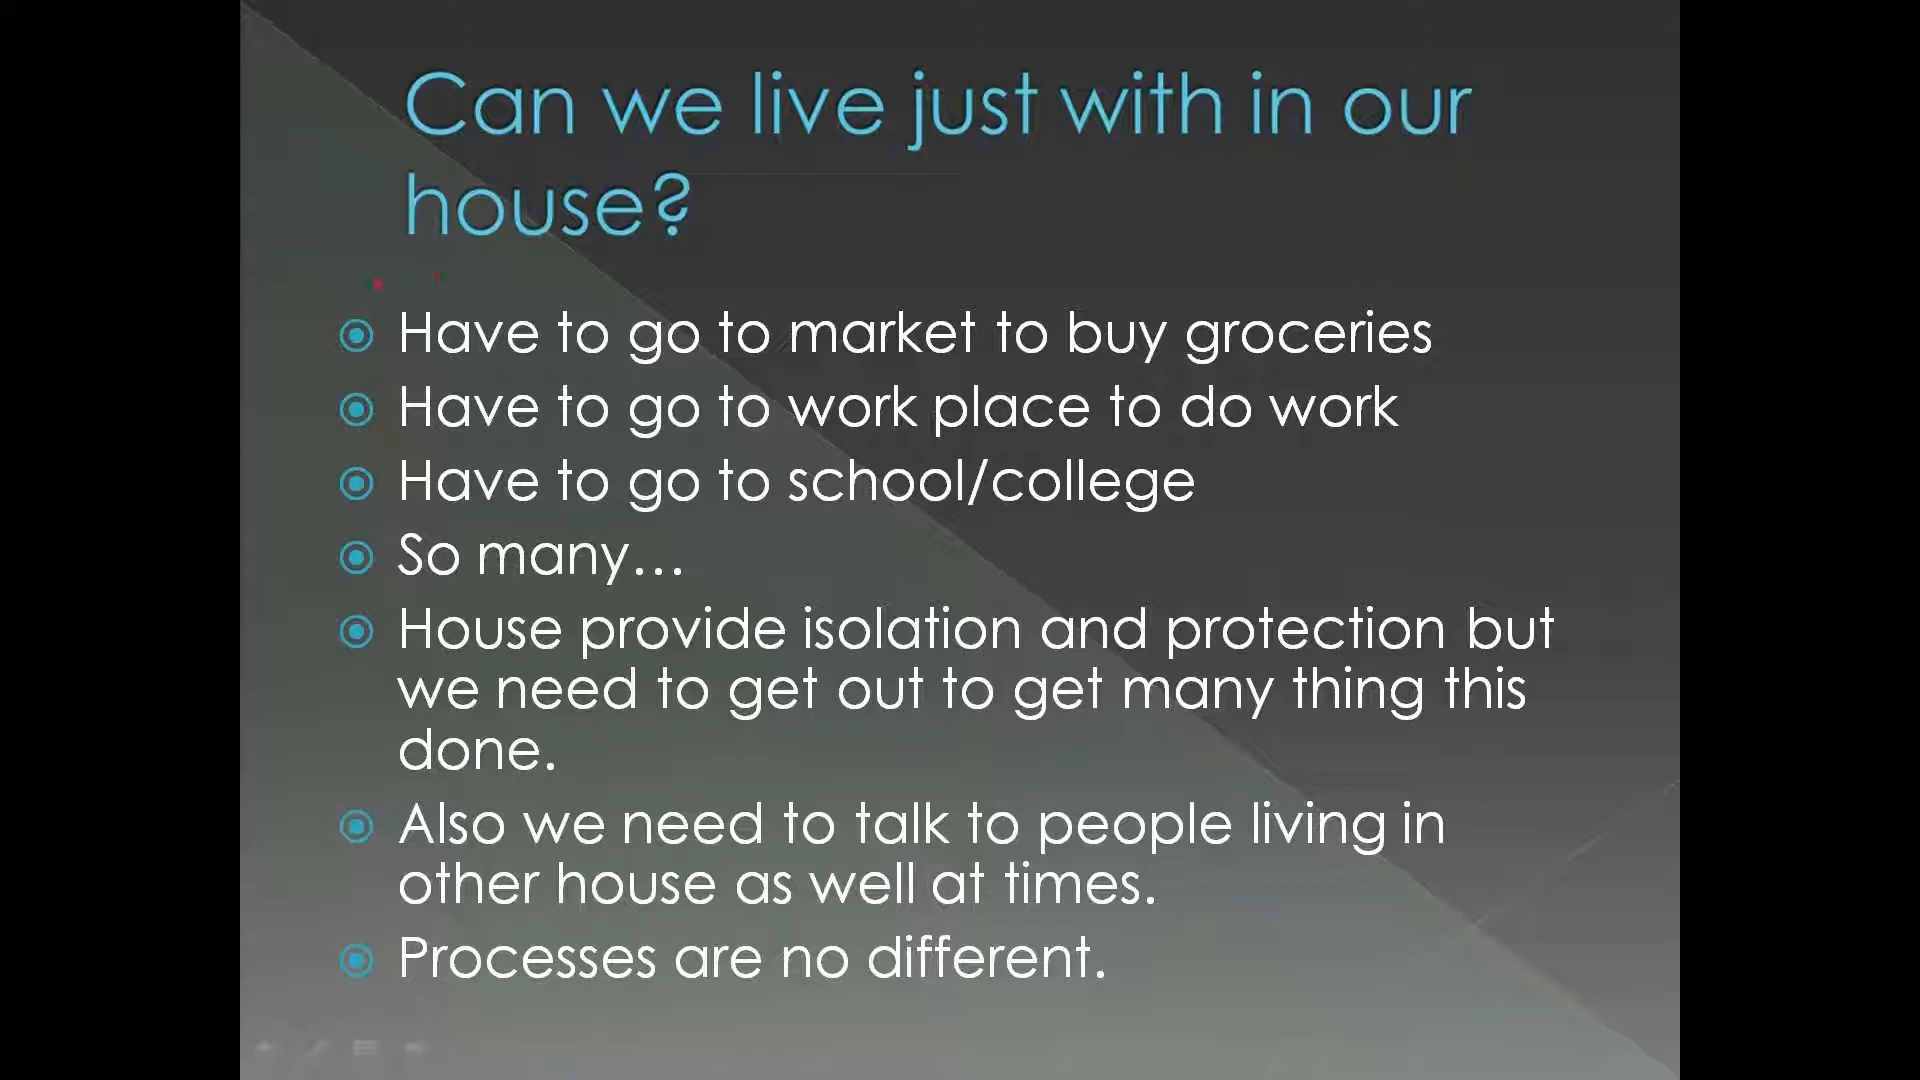 Can we live just with in our
house?
Have to go to market to buy groceries
Have to go to work place to do work
Have to go to school/college
So many...
House provide isolation and protection but
we need to get out to get many thing this
done.
Also we need to talk to people living in
other house as well at times.
Processes are no different.